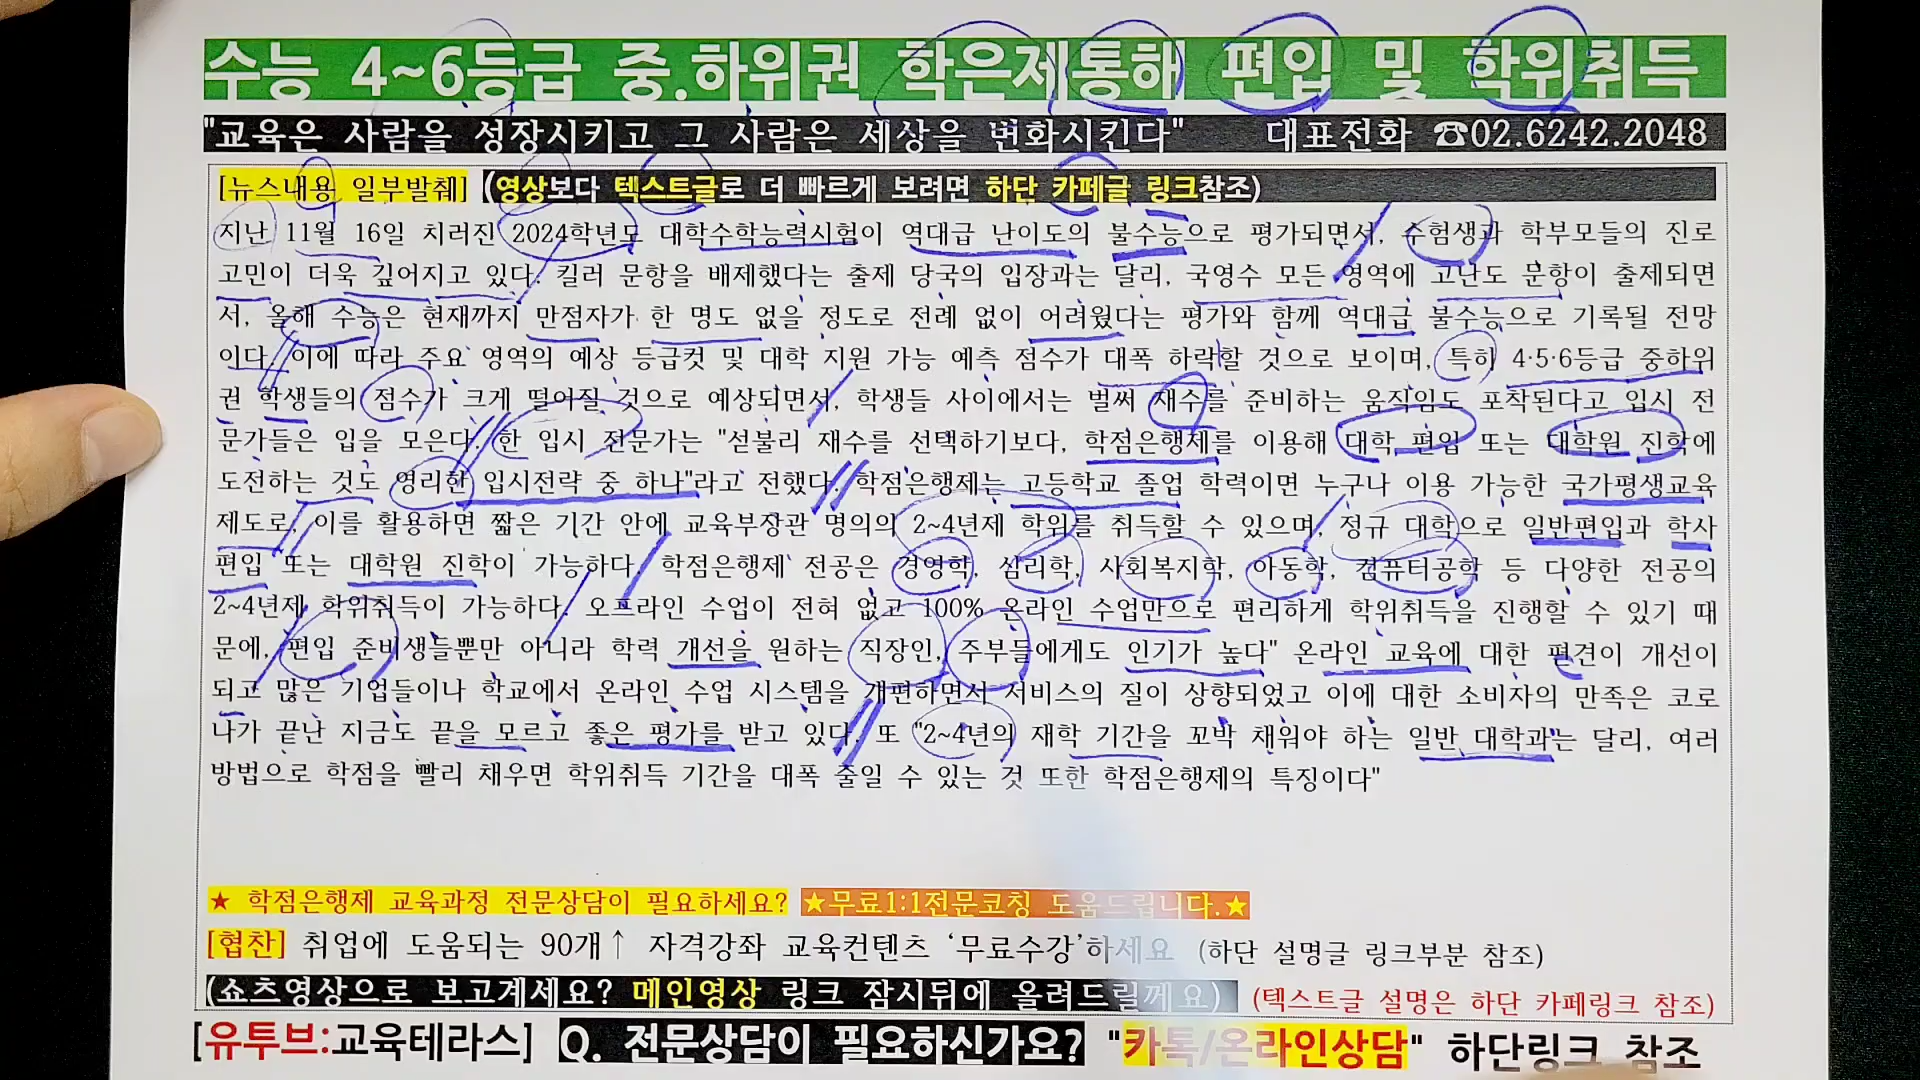 수능 4~6등급 중.하위권 학은제통해 편입 및 학위취득
"교육은 사람을 성장시키고 그 사람은 세상을 변화시킨다" 대표전화 ☎02.6242.2048
[뉴스내용 일부발췌] (영상보다 텍스트글로 더 빠르게 보려면 하단 카페글 링크참조)
지난 11월 16일 치러진 2024학년도 대학수학능력시험이 역대급 난이도의 불수능으로 평가되면서, 수험생과 학부모들의 진로
고민이 더욱 깊어지고 있다. 킬러 문항을 배제했다는 출제 당국의 입장과는 달리, 국영수 모든 영역에 고난도 문항이 출제되면
서, 올해 수능은 현재까지 만점자가 한 명도 없을 정도로 전례 없이 어려웠다는 평가와 함께 역대급 불수능으로 기록될 전망
이다. 이에 따라 주요 영역의 예상 등급컷 및 대학 지원 가능 예측 점수가 대폭 하락할 것으로 보이며, 특히 4·5·6등급 중하위
권 학생들의 점수가 크게 떨어질 것으로 예상되면서, 학생들 사이에서는 벌써 재수를 준비하는 움직임도 포착된다고 입시 전
문가들은 입을 모은다. 한 입시 전문가는 "섣불리 재수를 선택하기보다, 학점은행제를 이용해 대학 편입 또는 대학원 진학에
도전하는 것도 영리한 입시전략 중 하나"라고 전했다. 학점은행제는 고등학교 졸업 학력이면 누구나 이용 가능한 국가평생교육
제도로, 이를 활용하면 짧은 기간 안에 교육부장관 명의의 2~4년제 학위를 취득할 수 있으며, 정규 대학으로 일반편입과 학사
편입 또는 대학원 진학이 가능하다. 학점은행제 전공은 경영학, 심리학, 사회복지학, 아동학, 컴퓨터공학 등 다양한 전공의
2~4년제 학위취득이 가능하다. 오프라인 수업이 전혀 없고 100% 온라인 수업만으로 편리하게 학위취득을 진행할 수 있기 때
문에, 편입 준비생들뿐만 아니라 학력 개선을 원하는 직장인, 주부들에게도 인기가 높다" 온라인 교육에 대한 편견이 개선이
되고 많은 기업들이나 학교에서 온라인 수업 시스템을 개편하면서 서비스의 질이 상향되었고 이에 대한 소비자의 만족은 코로
나가 끝난 지금도 끝을 모르고 좋은 평가를 받고 있다. 또 "2~4년의 재학 기간을 꼬박 채워야 하는 일반 대학과는 달리, 여러
방법으로 학점을 빨리 채우면 학위취득 기간을 대폭 줄일 수 있는 것 또한 학점은행제의 특징이다"
★ 학점은행제 교육과정 전문상담이 필요하세요? ★무료1:1전문코칭 도움드립니다.★
[협찬] 취업에 도움되는 90개↑ 자격강좌 교육컨텐츠 '무료수강'하세요 (하단 설명글 링크부분 참조)
(쇼츠영상으로 보고계세요? 메인영상 링크 잠시뒤에 올려드릴께요) (텍스트글 설명은 하단 카페링크 참조)
[유투브:교육테라스] Q. 전문상담이 필요하신가요? "카톡/온라인상담" 하단링크 참조